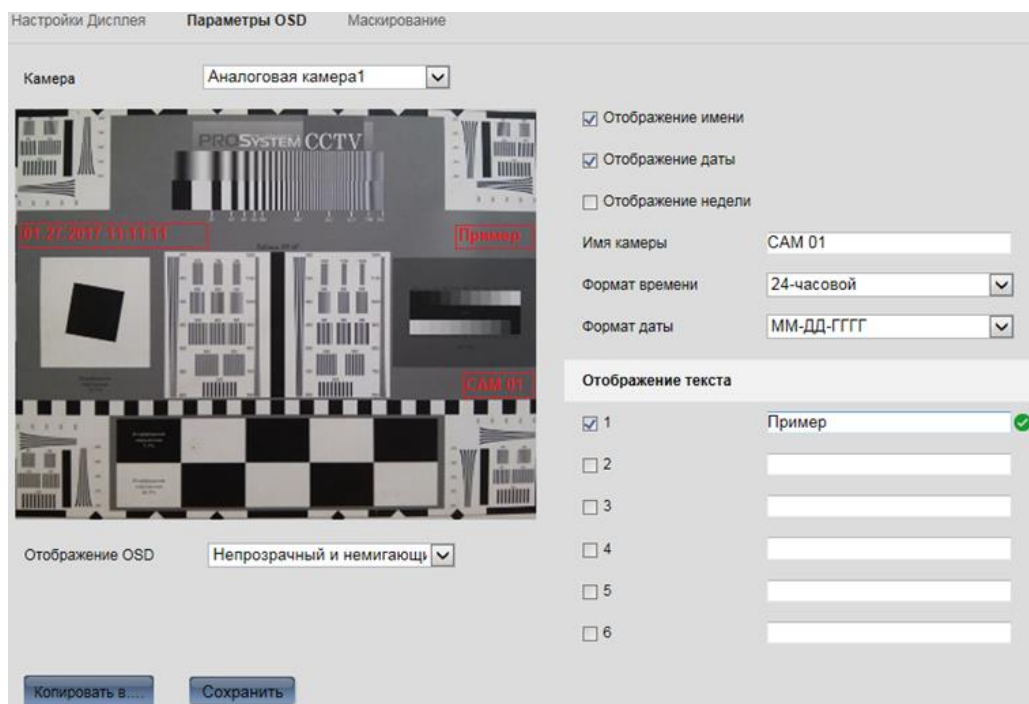 Настройки Дисплея Параметры OSD Маскирование
Камера Аналоговая камера1
PROSYSTEM CCTV
01-27-2017 11:11:11
Пример
CAM 01
Отображение OSD Непрозрачный и немигающи
Отображение имени
Отображение даты
Отображение недели
Имя камеры CAM 01
Формат времени 24-часовой
Формат даты ММ-ДД-ГГГГ
Отображение текста
1 Пример
2
3
4
5
6
Копировать в.... Сохранить